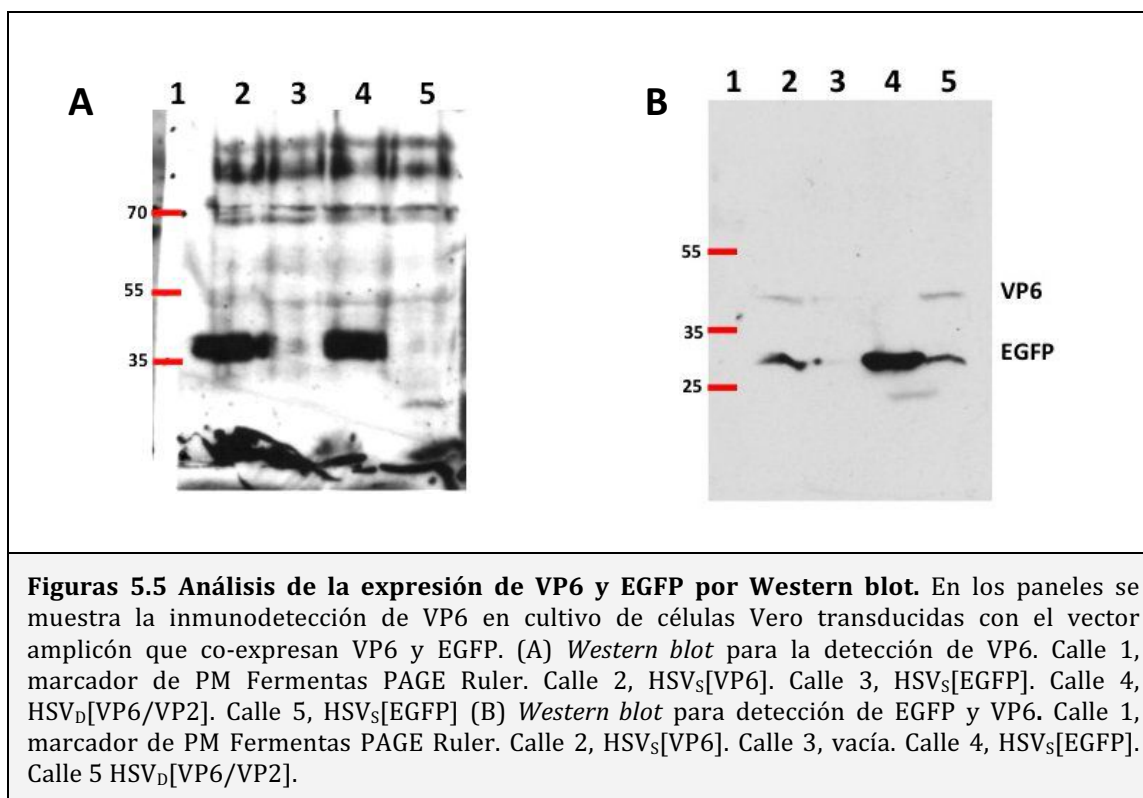 A
1 2 3 4 5
70
55
35
B
1 2 3 4 5
55
35
25
VP6
EGFP
Figuras 5.5 Análisis de la expresión de VP6 y EGFP por Western blot. En los paneles se
muestra la inmunodetección de VP6 en cultivo de células Vero transducidas con el vector
amplicón que co-expresan VP6 y EGFP. (A) Western blot para la detección de VP6. Calle 1,
marcador de PM Fermentas PAGE Ruler. Calle 2, HSVS[VP6]. Calle 3, HSVS[EGFP]. Calle 4,
HSVD[VP6/VP2]. Calle 5, HSVS[EGFP] (B) Western blot para detección de EGFP y VP6. Calle 1,
marcador de PM Fermentas PAGE Ruler. Calle 2, HSVS[VP6]. Calle 3, vacía. Calle 4, HSVS[EGFP].
Calle 5 HSVD[VP6/VP2].